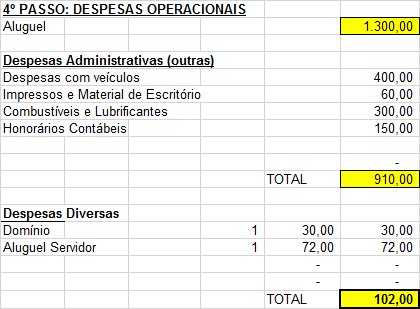 4º PASSO: DESPESAS OPERACIONAIS
Aluguel 1.300,00
Despesas Administrativas (outras)
Despesas com veículos 400,00
Impressos e Material de Escritório 60,00
Combustíveis e Lubrificantes 300,00
Honorários Contábeis 150,00
-
TOTAL 910,00
Despesas Diversas
Domínio 1 30,00 30,00
Aluguel Servidor 1 72,00 72,00
- -
- -
TOTAL 102,00